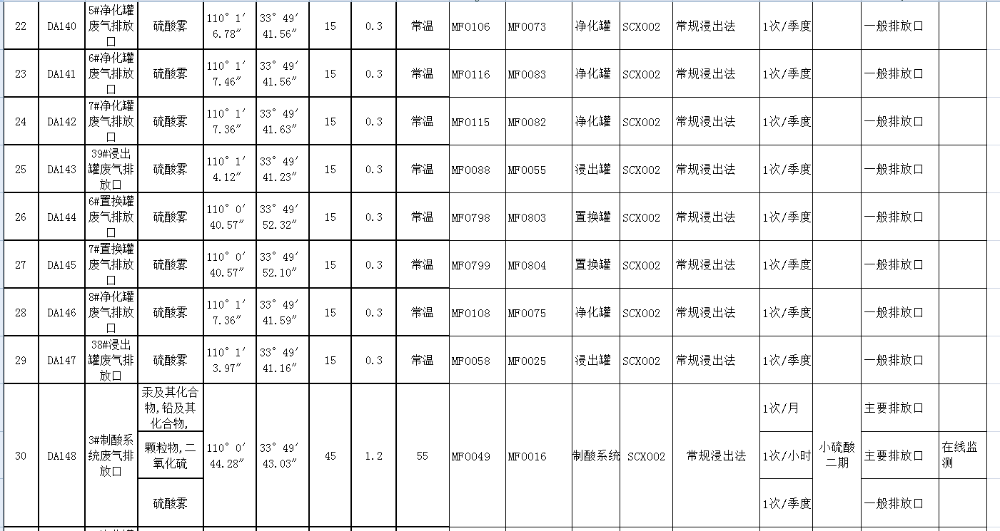 22 DA140 5#净化罐废气排放口 硫酸雾 110° 1′ 6.78″ 33° 49′ 41.56″ 15 0.3 常温 MF0106 MF0073 净化罐 SCX002 常规浸出法 1次/季度 一般排放口
23 DA141 6#净化罐废气排放口 硫酸雾 110° 1′ 7.46″ 33° 49′ 41.56″ 15 0.3 常温 MF0116 MF0083 净化罐 SCX002 常规浸出法 1次/季度 一般排放口
24 DA142 7#净化罐废气排放口 硫酸雾 110° 1′ 7.36″ 33° 49′ 41.63″ 15 0.3 常温 MF0115 MF0082 净化罐 SCX002 常规浸出法 1次/季度 一般排放口
25 DA143 39#浸出罐废气排放口 硫酸雾 110° 1′ 4.12″ 33° 49′ 41.23″ 15 0.3 常温 MF0088 MF0055 浸出罐 SCX002 常规浸出法 1次/季度 一般排放口
26 DA144 6#置换罐废气排放口 硫酸雾 110° 0′ 40.57″ 33° 49′ 52.32″ 15 0.3 常温 MF0798 MF0803 置换罐 SCX002 常规浸出法 1次/季度 一般排放口
27 DA145 7#置换罐废气排放口 硫酸雾 110° 0′ 40.57″ 33° 49′ 52.10″ 15 0.3 常温 MF0799 MF0804 置换罐 SCX002 常规浸出法 1次/季度 一般排放口
28 DA146 8#净化罐废气排放口 硫酸雾 110° 1′ 7.36″ 33° 49′ 41.59″ 15 0.3 常温 MF0108 MF0075 净化罐 SCX002 常规浸出法 1次/季度 一般排放口
29 DA147 38#浸出罐废气排放口 硫酸雾 110° 1′ 3.97″ 33° 49′ 41.16″ 15 0.3 常温 MF0058 MF0025 浸出罐 SCX002 常规浸出法 1次/季度 一般排放口
30 DA148 3#制酸系统废气排放口 汞及其化合物,铅及其化合物, 110° 0′ 44.28″ 33° 49′ 43.03″ 45 1.2 55 MF0049 MF0016 制酸系统 SCX002 常规浸出法 1次/月 小硫酸二期 主要排放口
颗粒物,二氧化硫 1次/小时 主要排放口 在线监测
硫酸雾 1次/季度 一般排放口